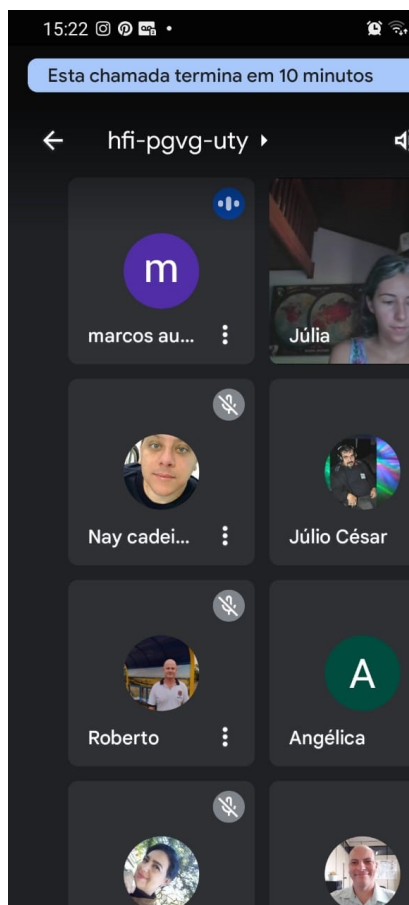 15:22
Esta chamada termina em 10 minutos
hfi-pgvg-uty
m
marcos au...
Júlia
Nay cadei...
Júlio César
Roberto
A
Angélica